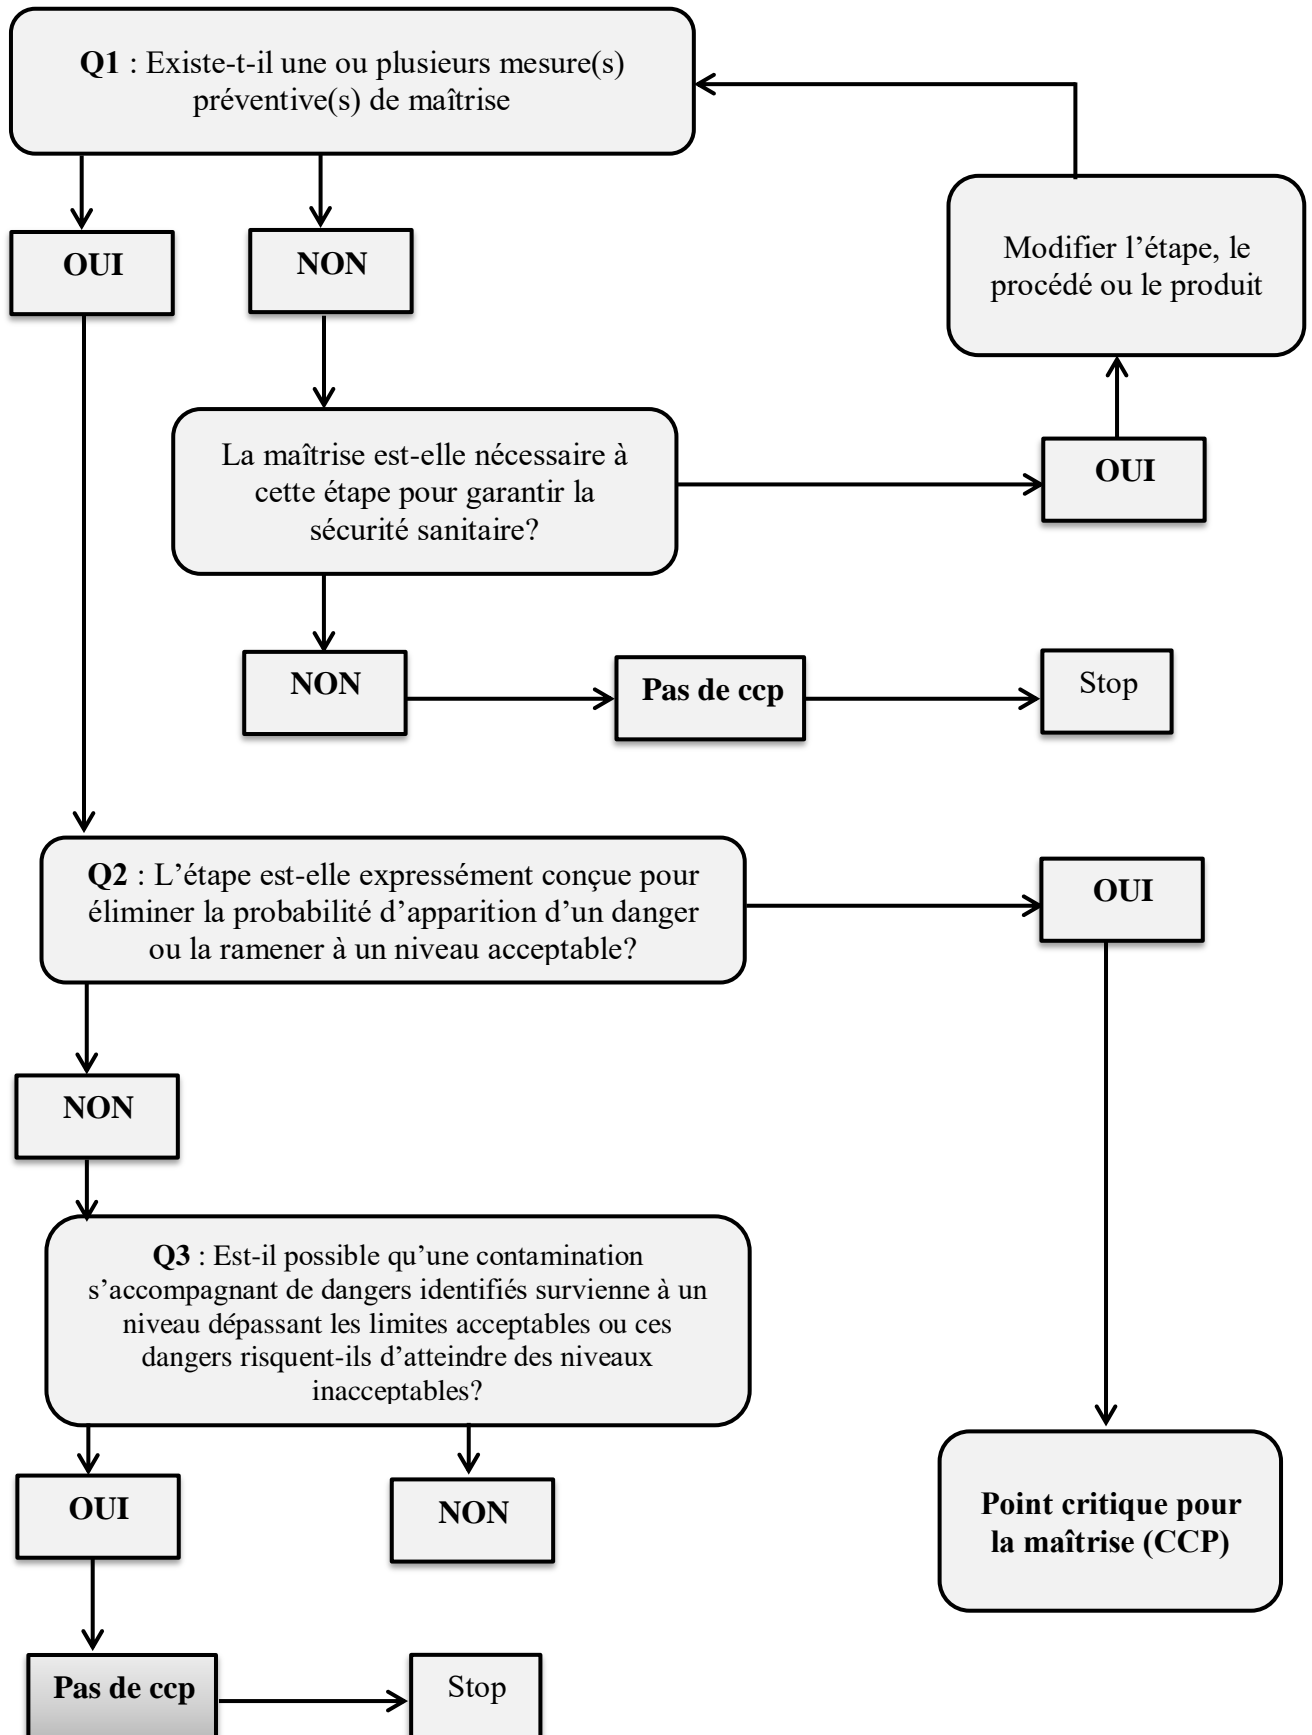 Q1 : Existe-t-il une ou plusieurs mesure(s)
préventive(s) de maîtrise
OUI
NON
Modifier l’étape, le
procédé ou le produit
La maîtrise est-elle nécessaire à
cette étape pour garantir la
sécurité sanitaire?
OUI
NON
Pas de ccp
Stop
Q2 : L’étape est-elle expressément conçue pour
éliminer la probabilité d’apparition d’un danger
ou la ramener à un niveau acceptable?
OUI
NON
Q3 : Est-il possible qu’une contamination
s’accompagnant de dangers identifiés survienne à un
niveau dépassant les limites acceptables ou ces
dangers risquent-ils d’atteindre des niveaux
inacceptables?
OUI
NON
Point critique pour
la maîtrise (CCP)
Pas de ccp
Stop